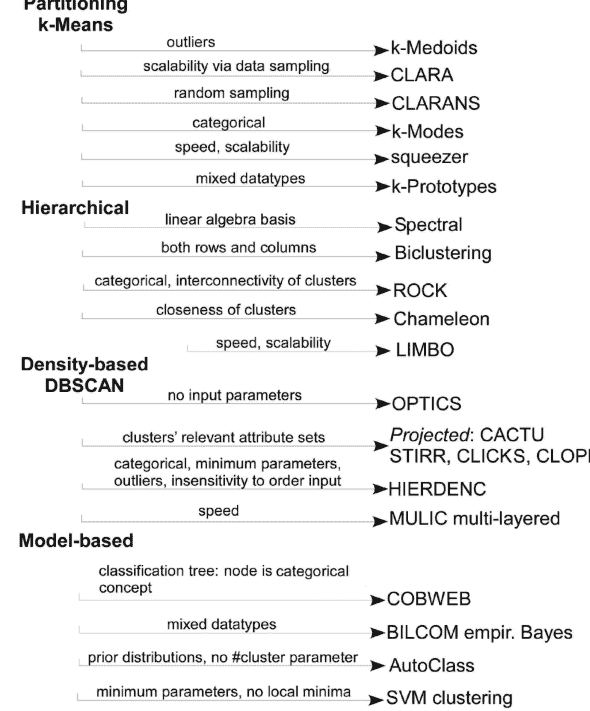 Partitioning
k-Means
outliers k-Medoids
scalability via data sampling CLARA
random sampling CLARANS
categorical k-Modes
speed, scalability squeezer
mixed datatypes k-Prototypes
Hierarchical
linear algebra basis Spectral
both rows and columns Biclustering
categorical, interconnectivity of clusters ROCK
closeness of clusters Chameleon
speed, scalability LIMBO
Density-based
DBSCAN
no input parameters OPTICS
clusters' relevant attribute sets Projected: CACTU
STIRR, CLICKS, CLOPE
categorical, minimum parameters,
outliers, insensitivity to order input HIERDENC
speed MULIC multi-layered
Model-based
classification tree: node is categorical
concept COBWEB
mixed datatypes BILCOM empir. Bayes
prior distributions, no #cluster parameter AutoClass
minimum parameters, no local minima SVM clustering